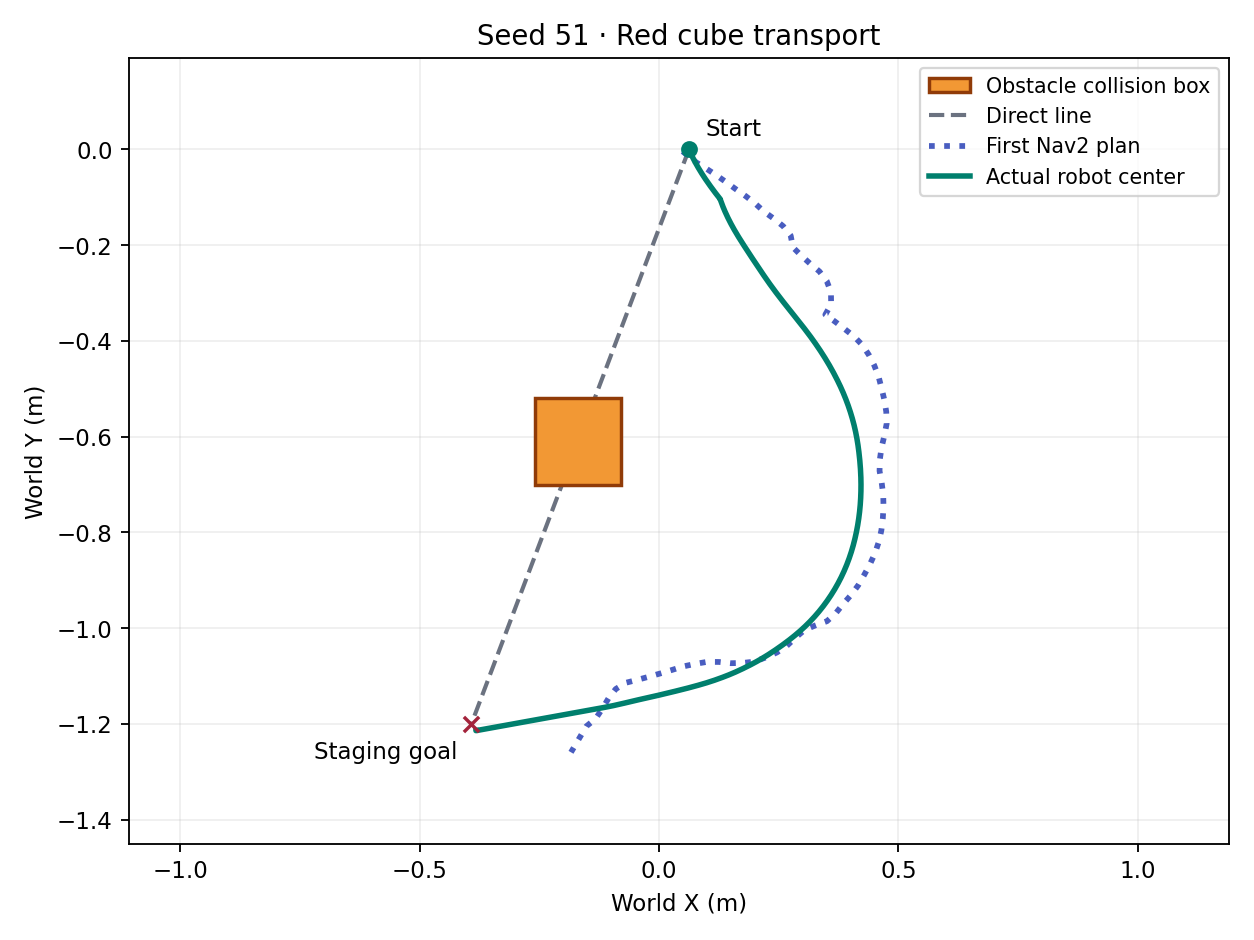 Seed 51 · Red cube transport
Obstacle collision box
Direct line
First Nav2 plan
Actual robot center
Start
Staging goal
0.0
−0.2
−0.4
−0.6
−0.8
−1.0
−1.2
−1.4
World Y (m)
−1.0
−0.5
0.0
0.5
1.0
World X (m)